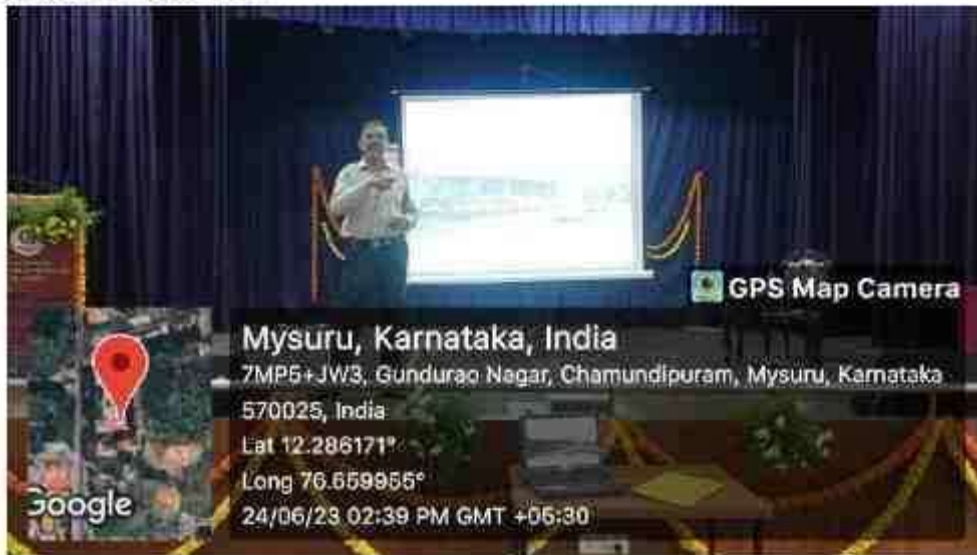 GPS Map Camera
Mysuru, Karnataka, India
7MP6+JW3, Gundurao Nagar, Chamundipuram, Mysuru, Karnataka
570025, India
Lat 12.286171°
Long 76.659955°
24/06/23 02:39 PM GMT +05:30
Google